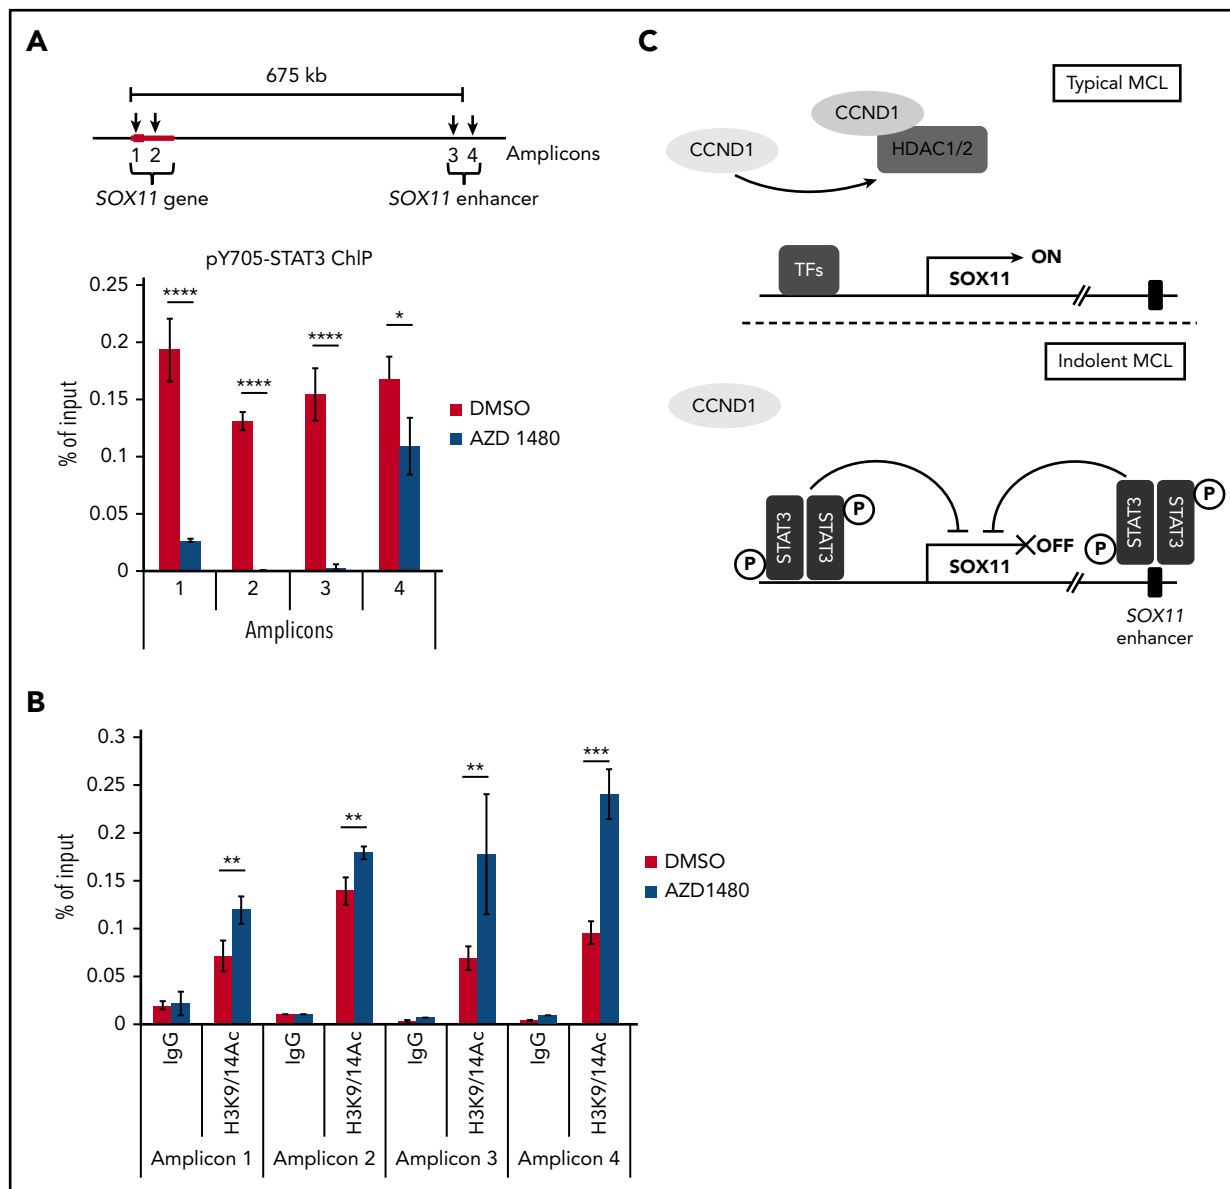 A
675 kb
1 2 3 4 Amplicons
SOX11 gene SOX11 enhancer
pY705-STAT3 ChIP
% of input
0.25
0.2
0.15
0.1
0.05
0
**** **** **** *
DMSO
AZD 1480
1 2 3 4
Amplicons
B
% of input
0.3
0.25
0.2
0.15
0.1
0.05
0
** ** ** ***
DMSO
AZD1480
IgG H3K9/14Ac IgG H3K9/14Ac IgG H3K9/14Ac IgG H3K9/14Ac
Amplicon 1 Amplicon 2 Amplicon 3 Amplicon 4
C
Typical MCL
CCND1
CCND1
HDAC1/2
TFs
SOX11
ON
Indolent MCL
CCND1
STAT3 STAT3
P P
SOX11
OFF
STAT3 STAT3
P P
SOX11
enhancer